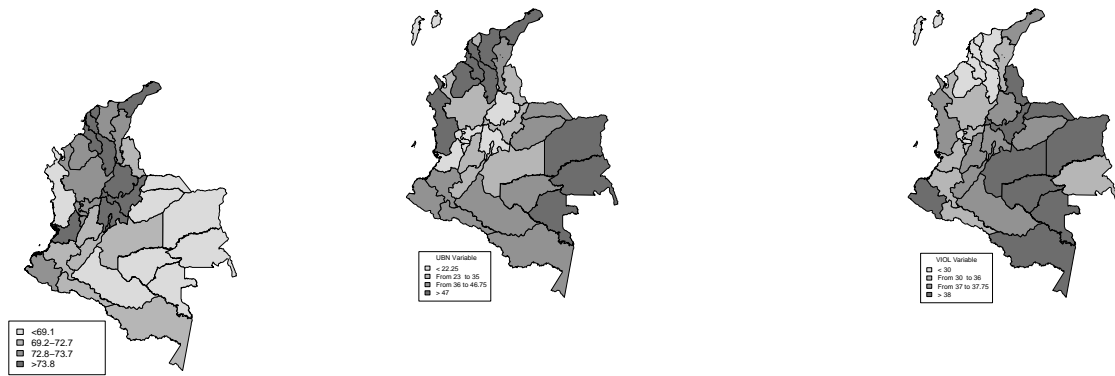 <69.1
69.2–72.7
72.8–73.7
>73.8
UBN Variable
< 22.25
From 23 to 35
From 36 to 46.75
> 47
VIOL Variable
< 30
From 30 to 36
From 37 to 37.75
> 38